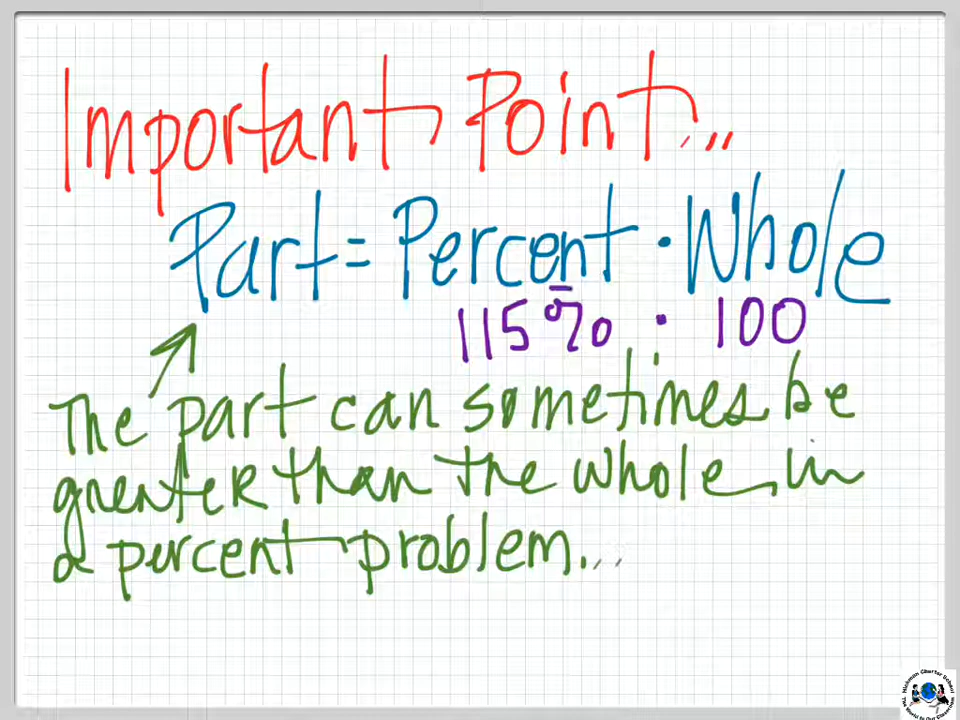 Important Point...
Part = Percent · Whole
115% · 100
The part can sometimes be
greater than the whole in
a percent problem...